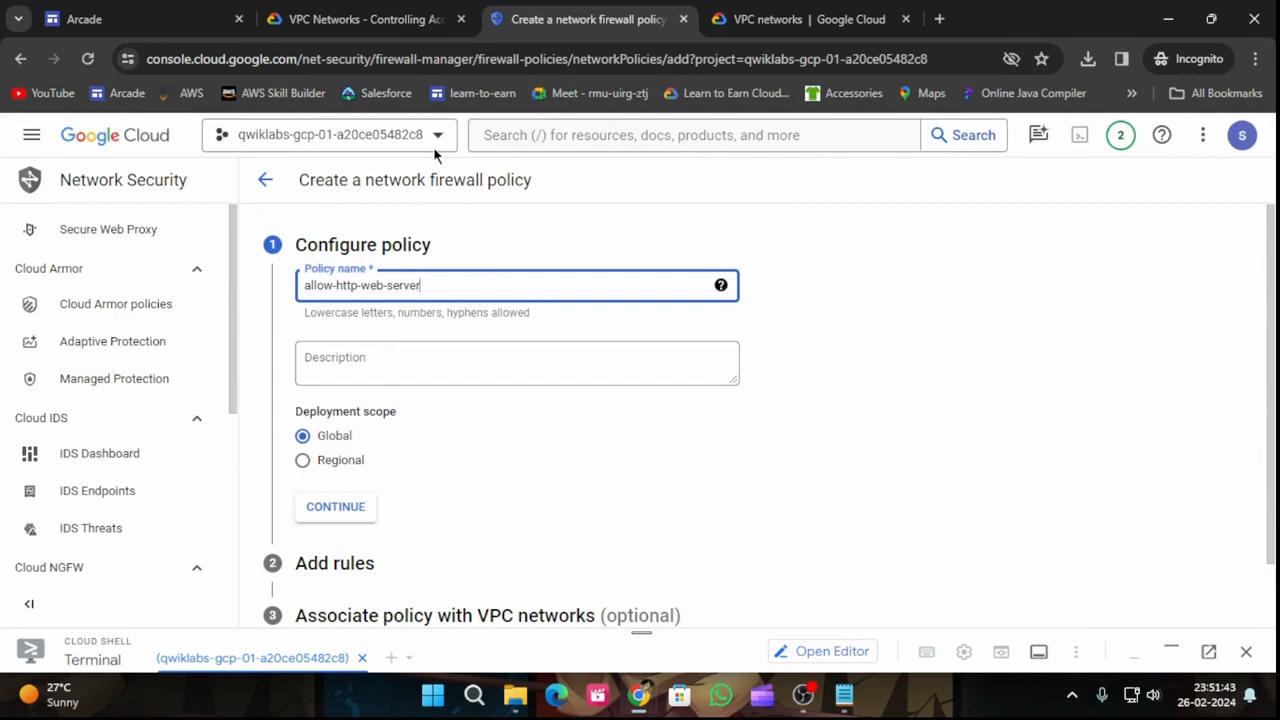 Arcade
VPC Networks - Controlling Acc
Create a network firewall policy
VPC networks | Google Cloud
console.cloud.google.com/net-security/firewall-manager/firewall-policies/networkPolicies/add?project=qwiklabs-gcp-01-a20ce05482c8
Incognito
YouTube
Arcade
AWS
AWS Skill Builder
Salesforce
learn-to-earn
Meet - rmu-uirg-ztj
Learn to Earn Cloud...
Accessories
Maps
Online Java Compiler
All Bookmarks
Google Cloud
qwiklabs-gcp-01-a20ce05482c8
Search (/) for resources, docs, products, and more
Search
2
S
Network Security
Create a network firewall policy
Secure Web Proxy
Cloud Armor
Cloud Armor policies
Adaptive Protection
Managed Protection
Cloud IDS
IDS Dashboard
IDS Endpoints
IDS Threats
Cloud NGFW
1 Configure policy
Policy name *
allow-http-web-server
Lowercase letters, numbers, hyphens allowed
Description
Deployment scope
Global
Regional
CONTINUE
2 Add rules
3 Associate policy with VPC networks (optional)
CLOUD SHELL
Terminal
(qwiklabs-gcp-01-a20ce05482c8)
Open Editor
27°C
Sunny
23:51:43
26-02-2024